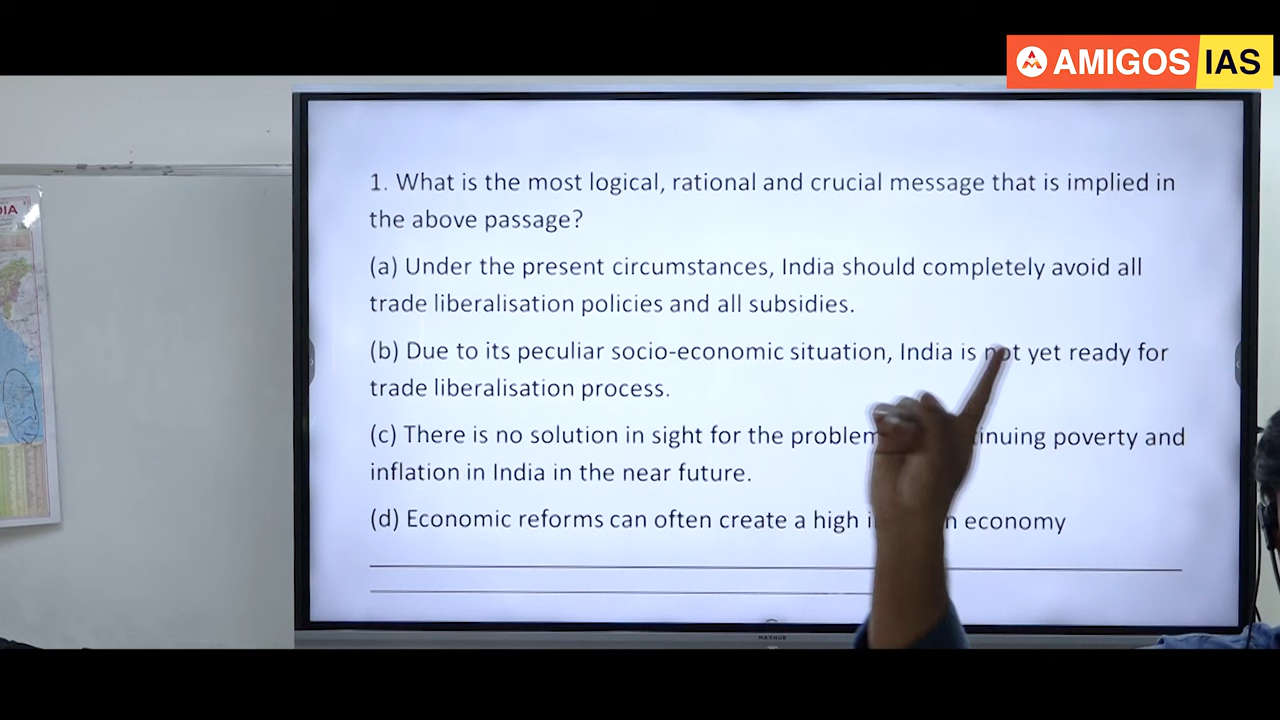 AMIGOS IAS
1. What is the most logical, rational and crucial message that is implied in
the above passage?
(a) Under the present circumstances, India should completely avoid all
trade liberalisation policies and all subsidies.
(b) Due to its peculiar socio-economic situation, India is not yet ready for
trade liberalisation process.
(c) There is no solution in sight for the problem tinuing poverty and
inflation in India in the near future.
(d) Economic reforms can often create a high economy
MAXHUB